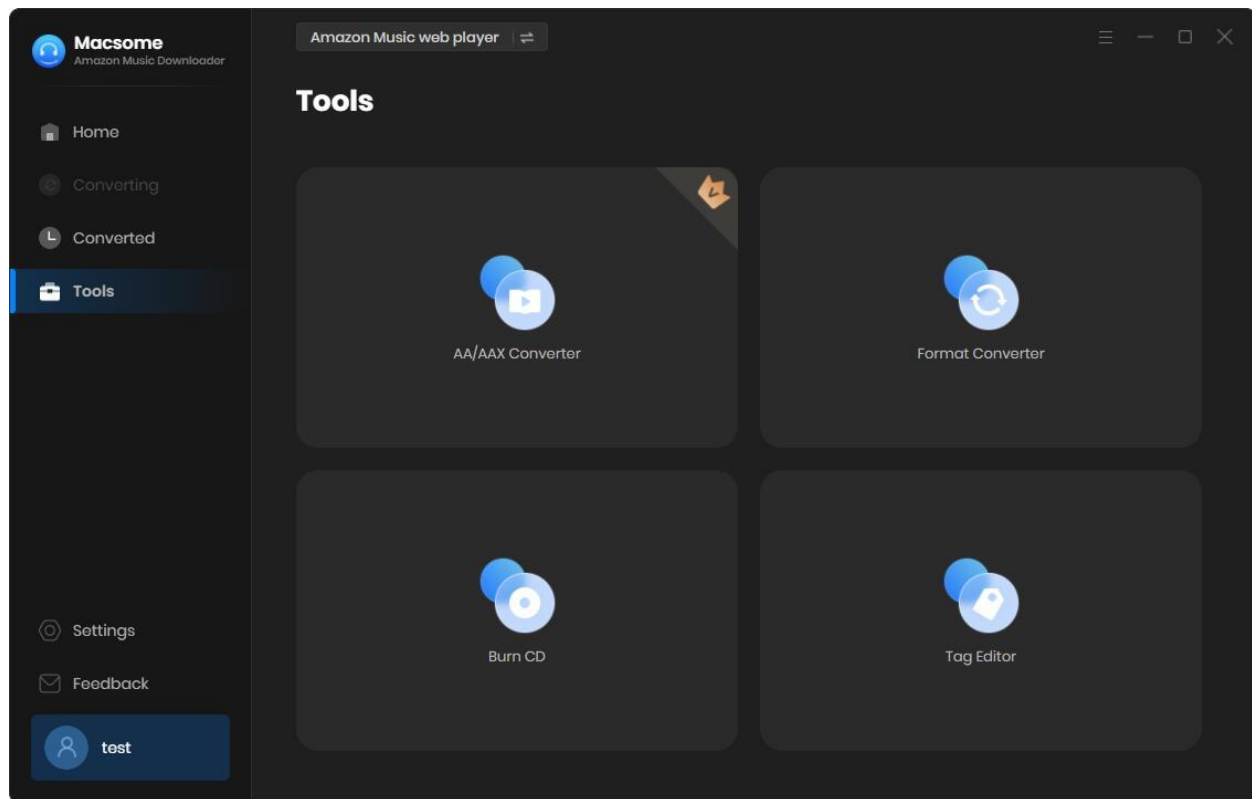 Macsome
Amazon Music Downloader
Amazon Music web player
Tools
Home
Converting
Converted
Tools
AA/AAX Converter
Format Converter
Burn CD
Tag Editor
Settings
Feedback
test